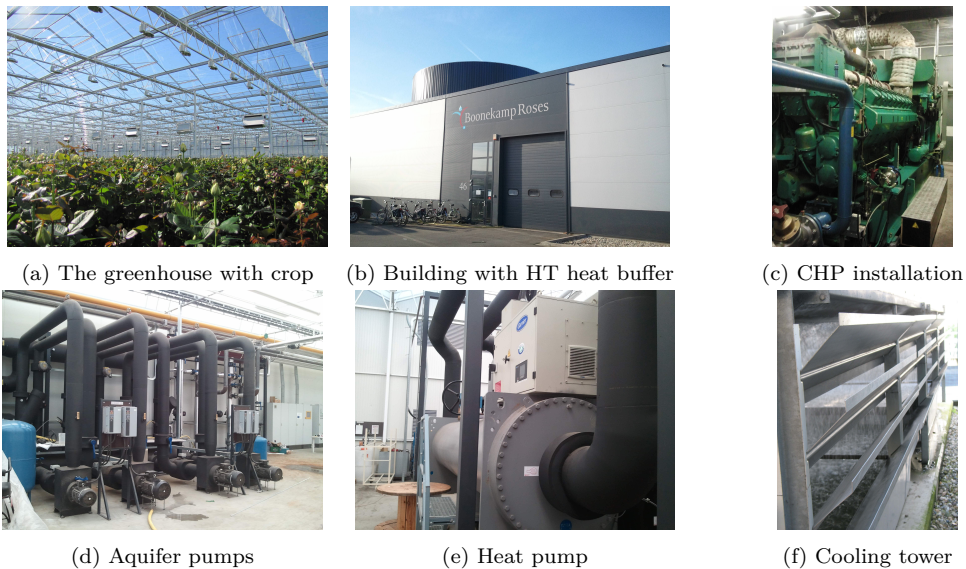 Boonekamp Roses
46
(a) The greenhouse with crop
(b) Building with HT heat buffer
(c) CHP installation
(d) Aquifer pumps
(e) Heat pump
(f) Cooling tower